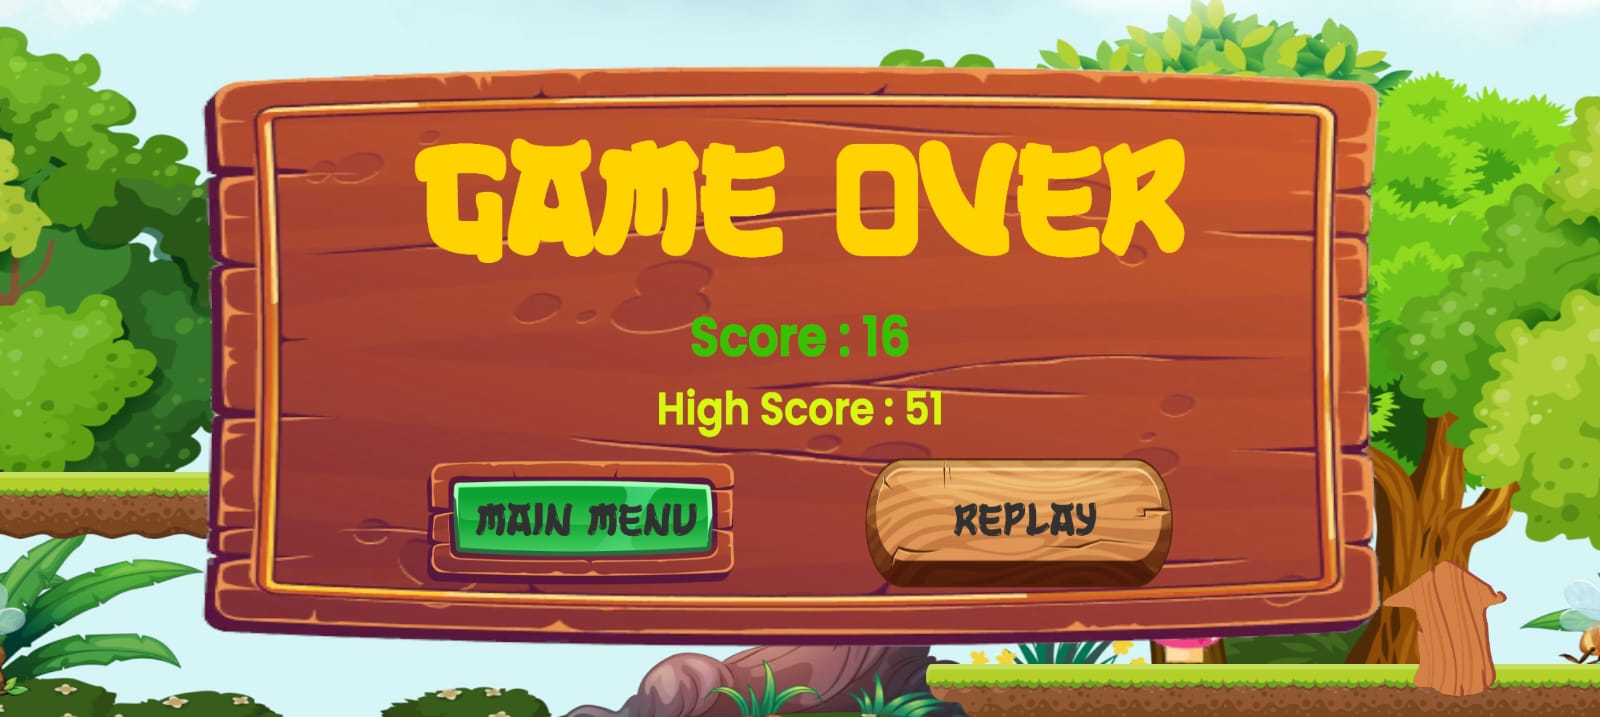 GAME OVER
Score : 16
High Score : 51
MAIN MENU
REPLAY